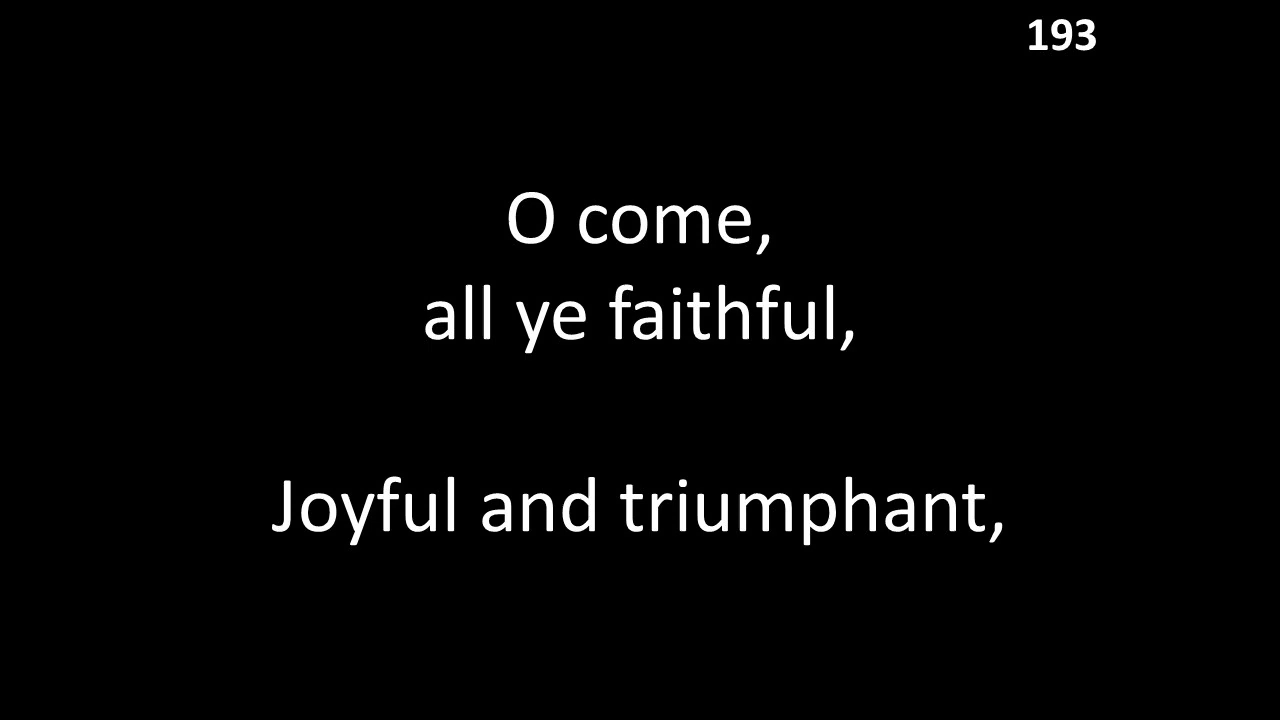 193
O come,
all ye faithful,
Joyful and triumphant,